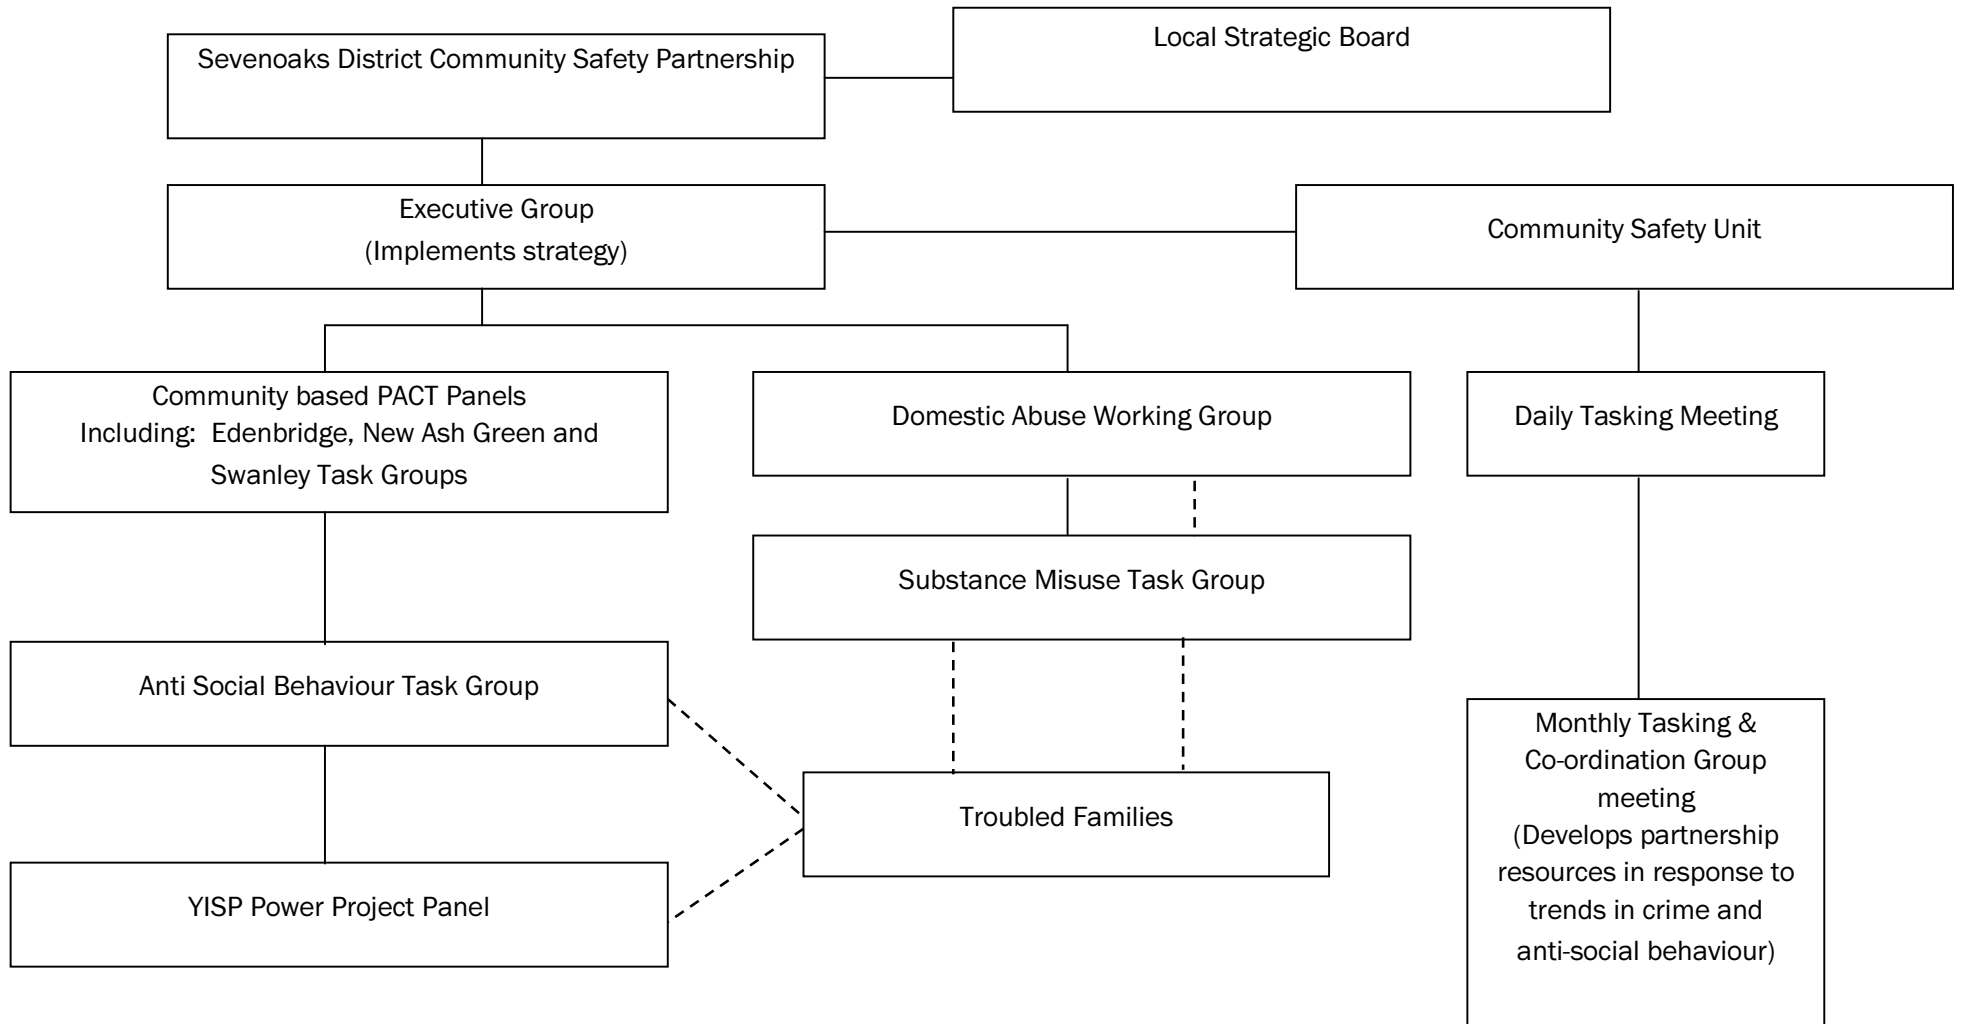 Sevenoaks District Community Safety Partnership
Local Strategic Board
Executive Group
(Implements strategy)
Community Safety Unit
Community based PACT Panels
Including:  Edenbridge, New Ash Green and
Swanley Task Groups
Domestic Abuse Working Group
Daily Tasking Meeting
Substance Misuse Task Group
Anti Social Behaviour Task Group
Troubled Families
YISP Power Project Panel
Monthly Tasking &
Co-ordination Group
meeting
(Develops partnership
resources in response to
trends in crime and
anti-social behaviour)